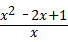 x² - 2x+1
x